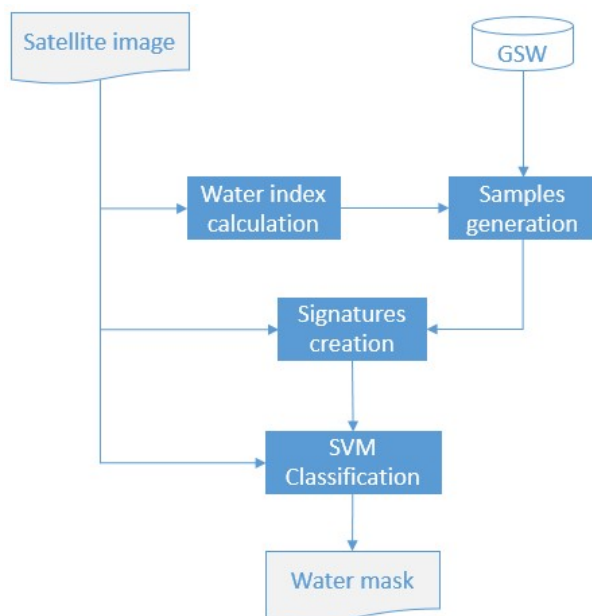 Satellite image
GSW
Water index
calculation
Samples
generation
Signatures
creation
SVM
Classification
Water mask